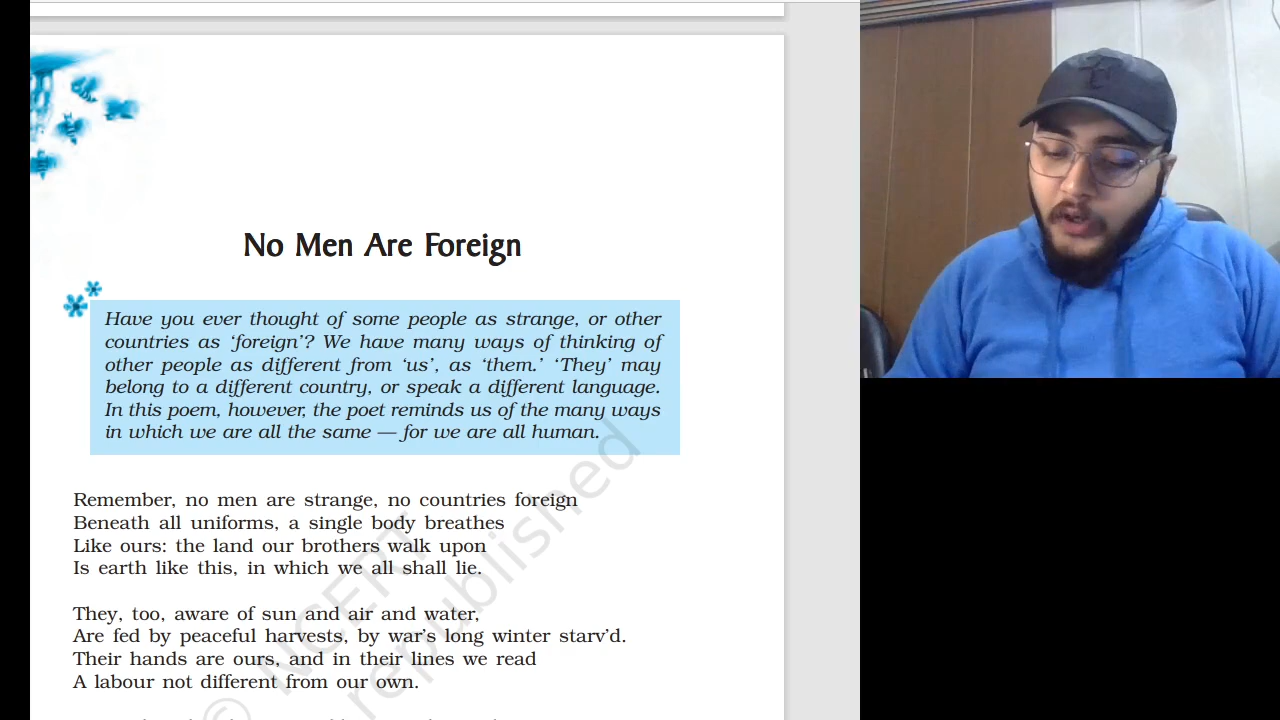 No Men Are Foreign
Have you ever thought of some people as strange, or other
countries as ‘foreign’? We have many ways of thinking of
other people as different from ‘us’, as ‘them.’ ‘They’ may
belong to a different country, or speak a different language.
In this poem, however, the poet reminds us of the many ways
in which we are all the same — for we are all human.
Remember, no men are strange, no countries foreign
Beneath all uniforms, a single body breathes
Like ours: the land our brothers walk upon
Is earth like this, in which we all shall lie.
They, too, aware of sun and air and water,
Are fed by peaceful harvests, by war’s long winter starv’d.
Their hands are ours, and in their lines we read
A labour not different from our own.
© NCERT
republished